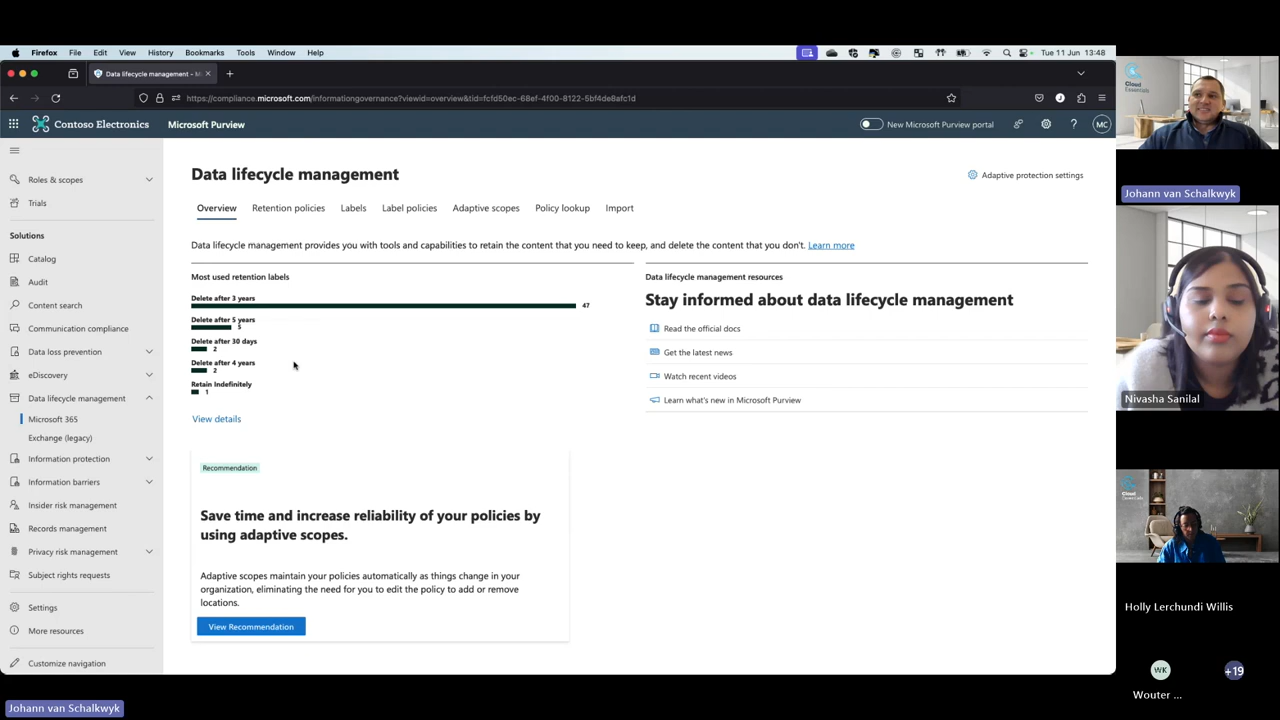 Firefox File Edit View History Bookmarks Tools Window Help
Tue 11 Jun 13:48
Data lifecycle management – M
https://compliance.microsoft.com/informationgovernance?viewid=overview&tid=fcfd50ec-68ef-4f00-8122-5bf4de8afc1d
Contoso Electronics
Microsoft Purview
New Microsoft Purview portal
MC
Roles & scopes
Trials
Solutions
Catalog
Audit
Content search
Communication compliance
Data loss prevention
eDiscovery
Data lifecycle management
Microsoft 365
Exchange (legacy)
Information protection
Information barriers
Insider risk management
Records management
Privacy risk management
Subject rights requests
Settings
More resources
Customize navigation
Data lifecycle management
Adaptive protection settings
Overview Retention policies Labels Label policies Adaptive scopes Policy lookup Import
Data lifecycle management provides you with tools and capabilities to retain the content that you need to keep, and delete the content that you don't. Learn more
Most used retention labels
Delete after 3 years
47
Delete after 5 years
5
Delete after 30 days
2
Delete after 4 years
2
Retain Indefinitely
1
View details
Data lifecycle management resources
Stay informed about data lifecycle management
Read the official docs
Get the latest news
Watch recent videos
Learn what's new in Microsoft Purview
Recommendation
Save time and increase reliability of your policies by
using adaptive scopes.
Adaptive scopes maintain your policies automatically as things change in your
organization, eliminating the need for you to edit the policy to add or remove
locations.
View Recommendation
Cloud
Essentials
Johann van Schalkwyk
Nivasha Sanilal
Cloud
Essentials
Holly Lerchundi Willis
WK
+19
Wouter ...
Johann van Schalkwyk